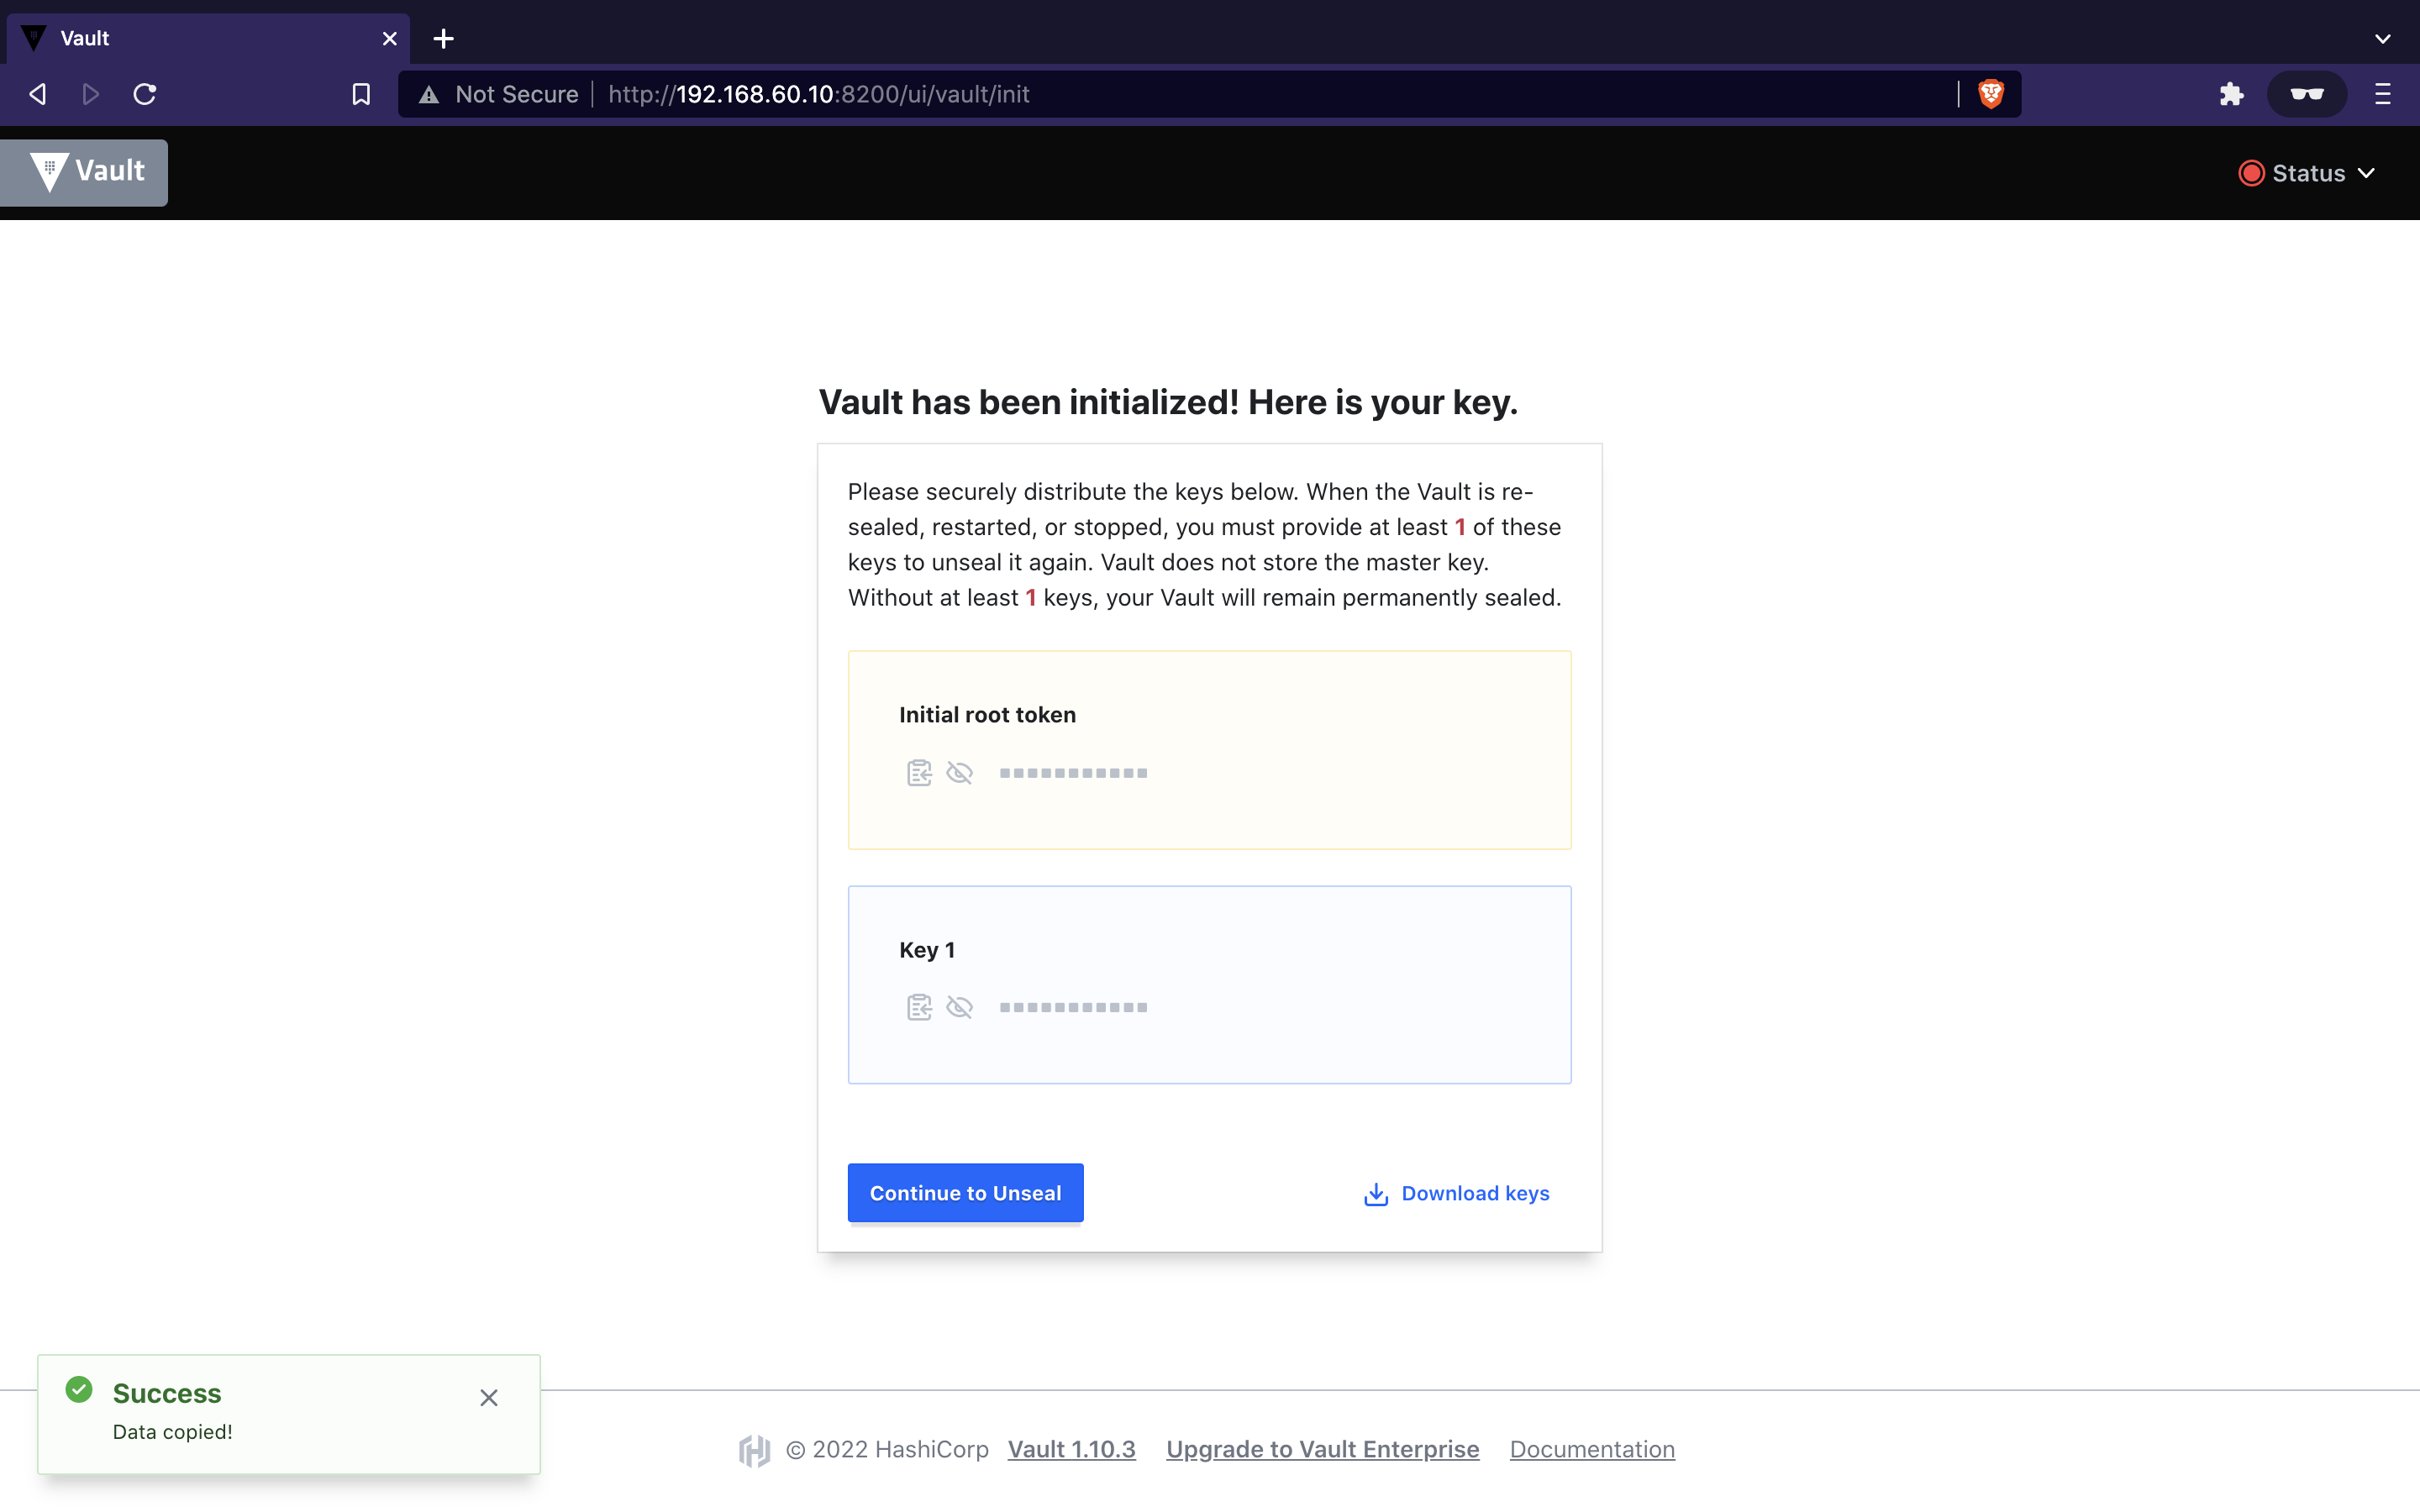 Vault
Not Secure
http://192.168.60.10:8200/ui/vault/init
Vault
Status
Vault has been initialized! Here is your key.
Please securely distribute the keys below. When the Vault is re-
sealed, restarted, or stopped, you must provide at least 1 of these
keys to unseal it again. Vault does not store the master key.
Without at least 1 keys, your Vault will remain permanently sealed.
Initial root token
Key 1
Continue to Unseal
Download keys
Success
Data copied!
© 2022 HashiCorp Vault 1.10.3 Upgrade to Vault Enterprise Documentation